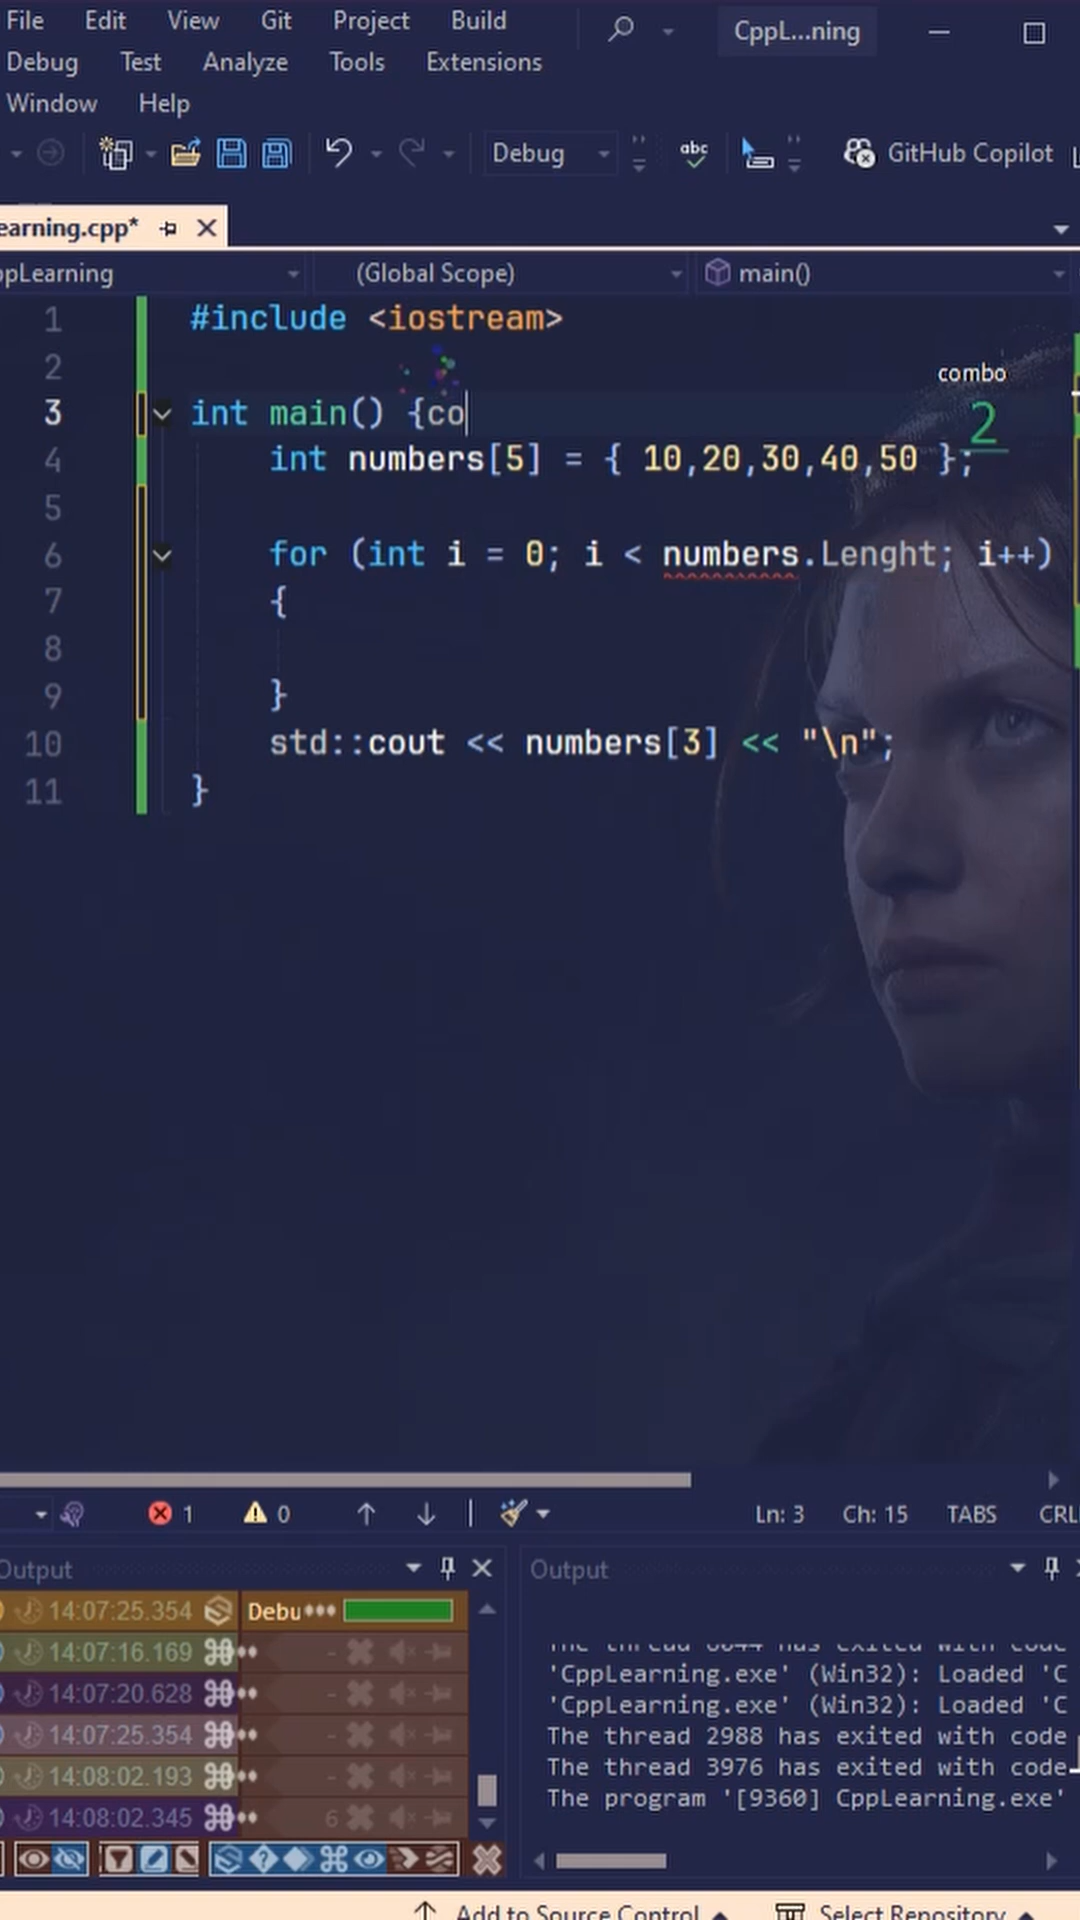 File Edit View Git Project Build
CppL...ning
Debug Test Analyze Tools Extensions
Window Help
Debug
abc
GitHub Copilot
earning.cpp*
ppLearning
(Global Scope)
main()
1 #include <iostream>
2
combo
3 int main() {co
2
4 int numbers[5] = { 10,20,30,40,50 };
5
6 for (int i = 0; i < numbers.Lenght; i++)
7 {
8
9 }
10 std::cout << numbers[3] << "\n";
11 }
1 0
Ln: 3 Ch: 15 TABS CRL
Output
14:07:25.354 Debu
14:07:16.169 -
14:07:20.628 -
14:07:25.354 -
14:08:02.193 -
14:08:02.345 6
Output
'CppLearning.exe' (Win32): Loaded 'C
'CppLearning.exe' (Win32): Loaded 'C
The thread 2988 has exited with code
The thread 3976 has exited with code
The program '[9360] CppLearning.exe'
Add to Source Control Select Repository